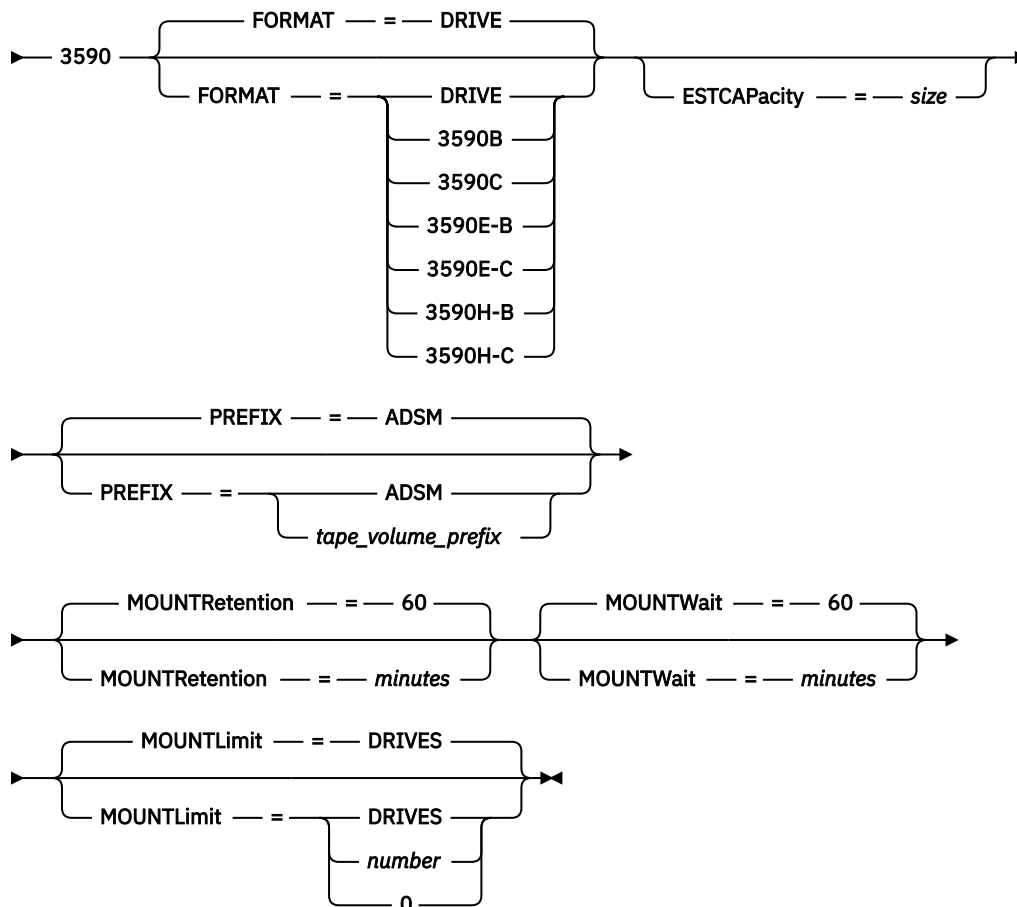 FORMAT = DRIVE
3590
FORMAT = DRIVE
ESTCAPacity = size
3590B
3590C
3590E-B
3590E-C
3590H-B
3590H-C
PREFIX = ADSM
PREFIX = ADSM
tape_volume_prefix
MOUNTRetention = 60 MOUNTWait = 60
MOUNTRetention = minutes MOUNTWait = minutes
MOUNTLimit = DRIVES
MOUNTLimit = DRIVES
number
0